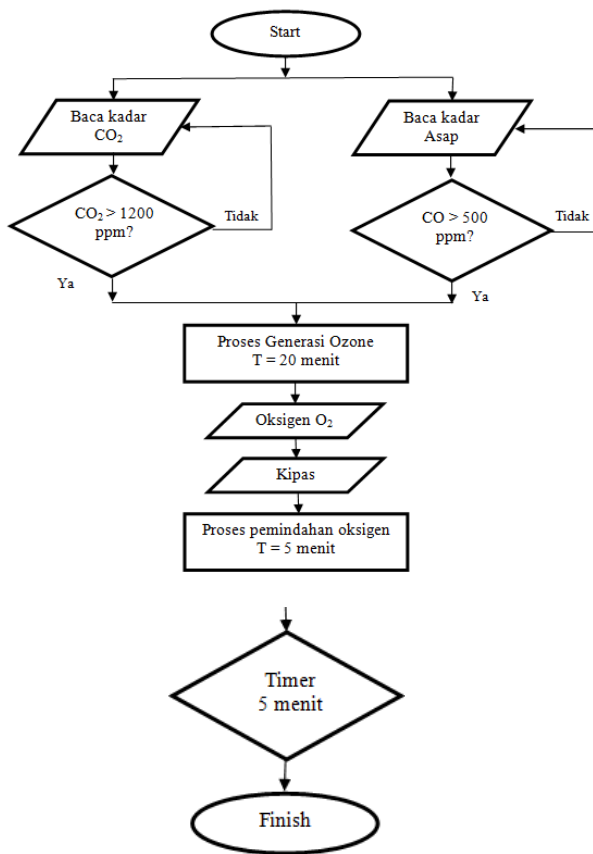 Start
Baca kadar
CO₂
Baca kadar
Asap
CO₂ > 1200
ppm?
Tidak
CO > 500
ppm?
Tidak
Ya
Ya
Proses Generasi Ozone
T = 20 menit
Oksigen O₂
Kipas
Proses pemindahan oksigen
T = 5 menit
Timer
5 menit
Finish